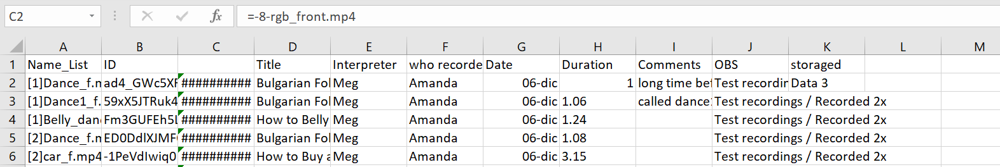 C2 fx =-8-rgb_front.mp4
A B C D E F G H I J K L M
1 Name_List ID Title Interpreter who recorde Date Duration Comments OBS storaged
2 [1]Dance_f.m ad4_GWc5XF ########## Bulgarian Fol Meg Amanda 06-dic 1 long time bef Test recordin Data 3
3 [1]Dance1_f. 59xX5JTRuk4 ########## Bulgarian Fol Meg Amanda 06-dic 1.06 called dance1 Test recordings / Recorded 2x
4 [1]Belly_dan Fm3GUFEh5L ########## How to Belly Meg Amanda 06-dic 1.24 Test recordings / Recorded 2x
5 [2]Dance_f.m ED0DdlXJMF ########## Bulgarian Fol Meg Amanda 06-dic 1.08 Test recordings / Recorded 2x
6 [2]car_f.mp4 -1PeVdIwiq0 ########## How to Buy a Meg Amanda 06-dic 3.15 Test recordings / Recorded 2x